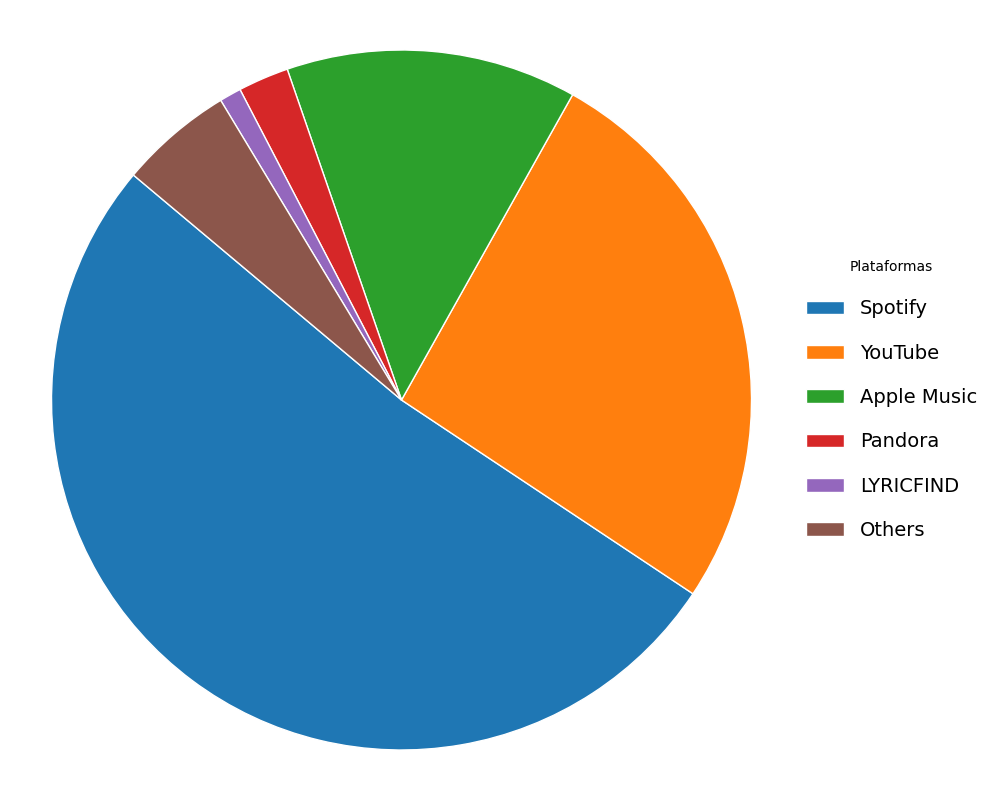 Plataformas
Spotify
YouTube
Apple Music
Pandora
LYRICFIND
Others